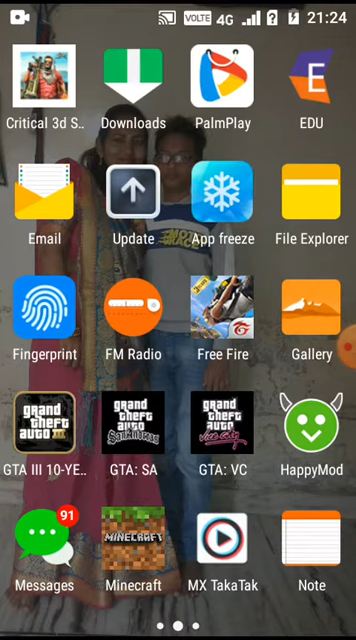 VOLTE 4G 21:24
Critical 3d S.. Downloads PalmPlay EDU
Email Update App freeze File Explorer
Fingerprint FM Radio Free Fire Gallery
grand theft auto III
grand theft auto San Andreas
grand theft auto Vice City
GTA III 10-YE.. GTA: SA GTA: VC HappyMod
91
MINECRAFT
Messages Minecraft MX TakaTak Note